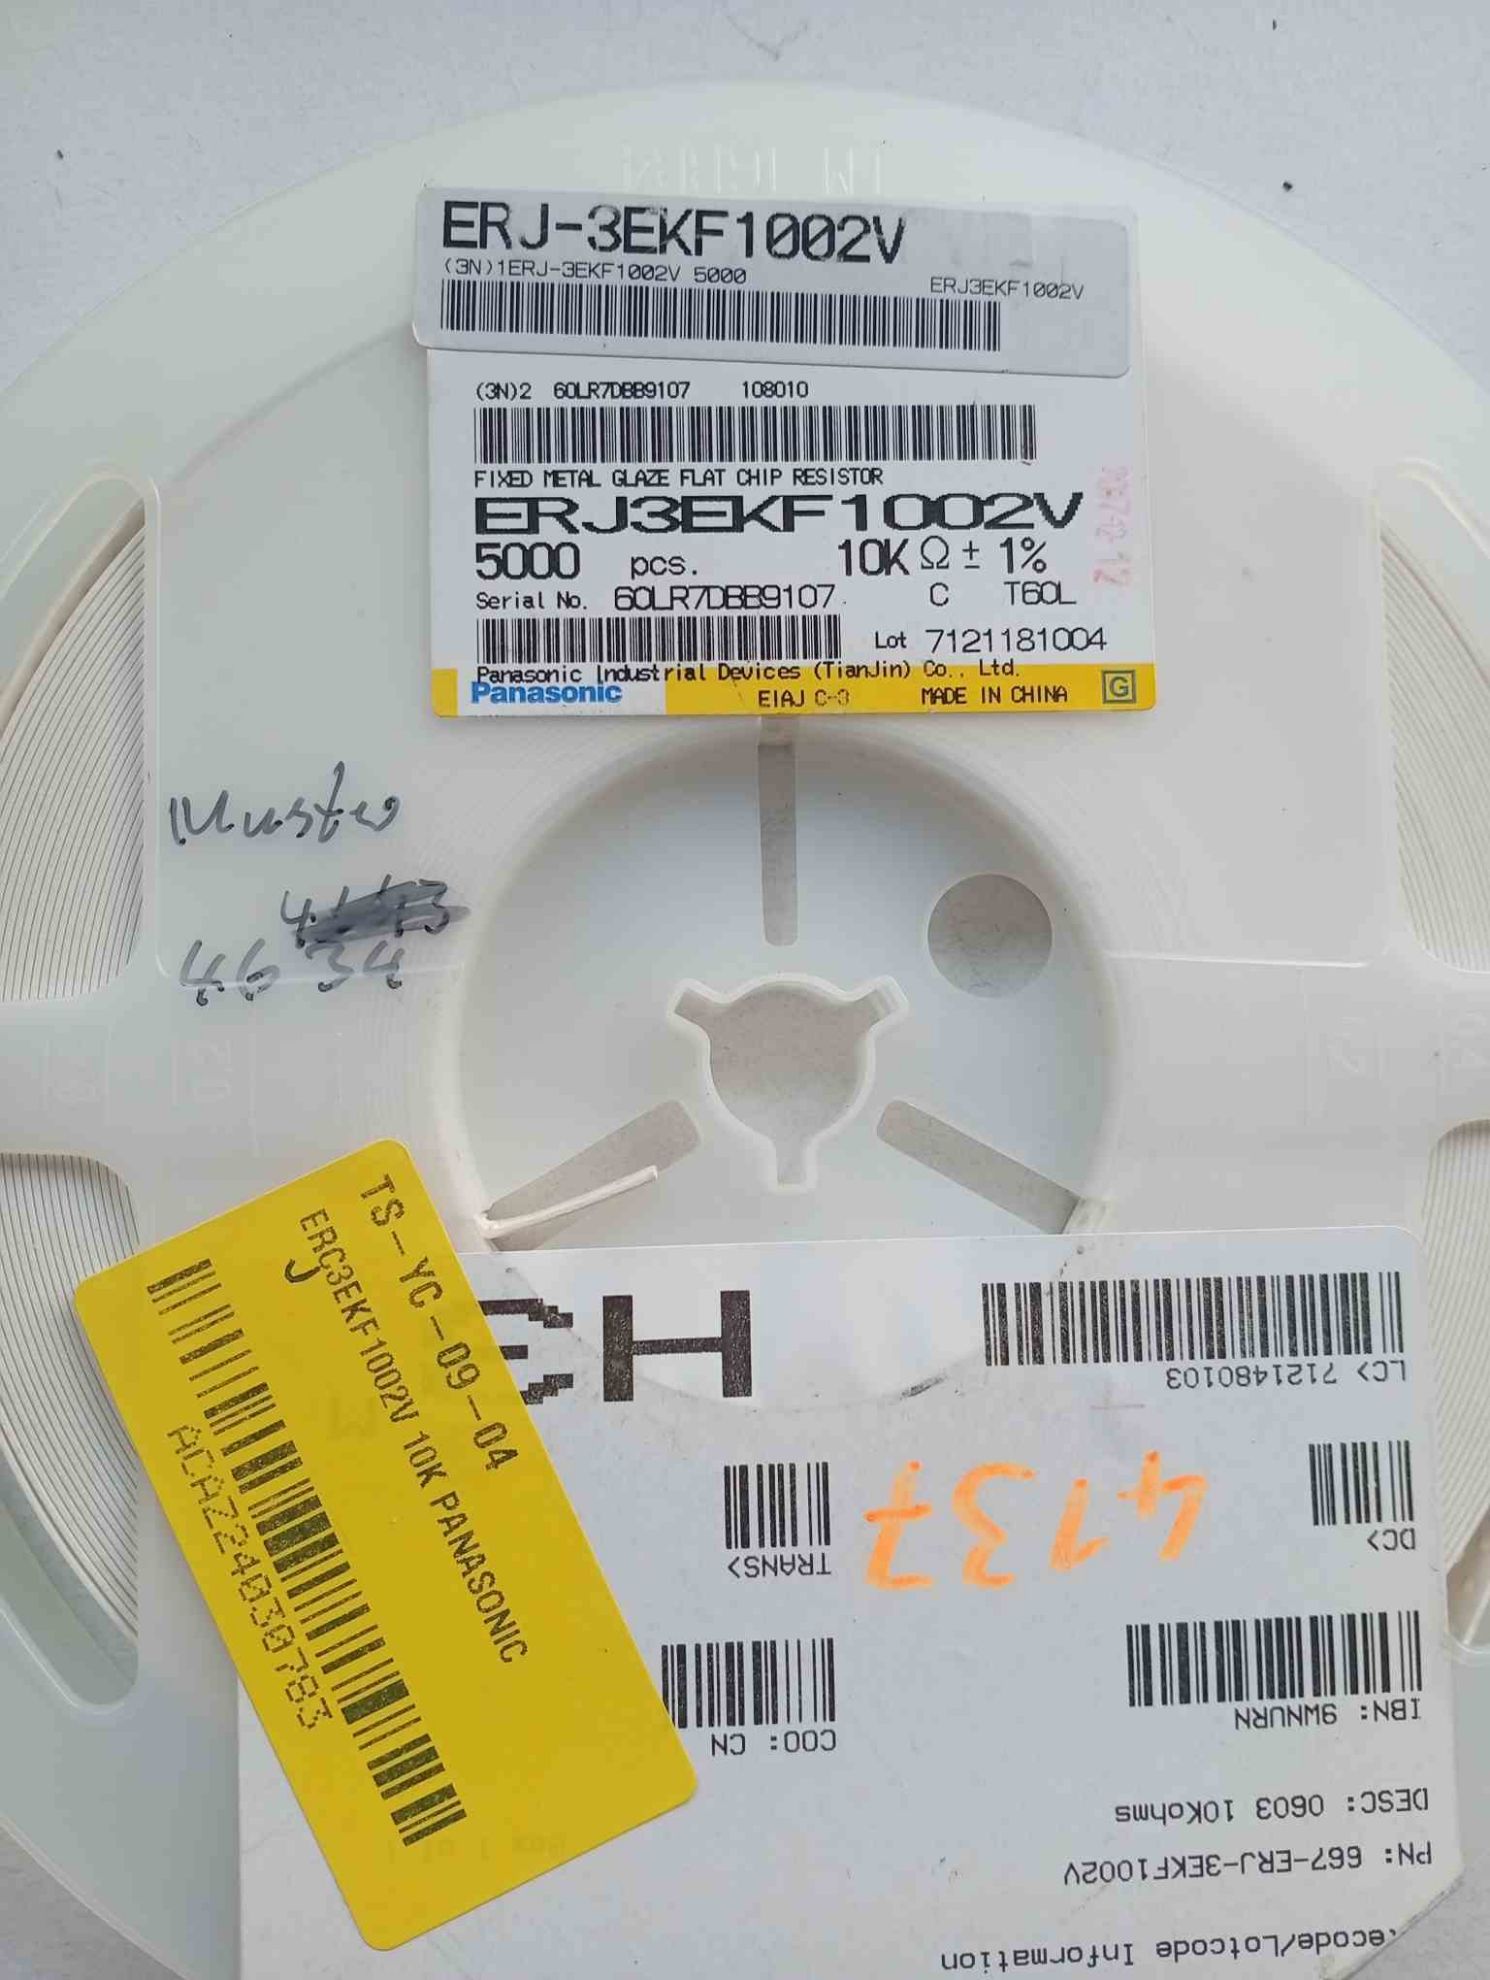 ERJ-3EKF1002V
(3N)1ERJ-3EKF1002V 5000
ERJ3EKF1002V
(3N)2 60LR7DBB9107 108010
FIXED METAL GLAZE FLAT CHIP RESISTOR
ERJ3EKF1002V
5000 pcs. 10KΩ ± 1%
Serial No. 60LR7DBB9107 C T60L
Lot 7121181004
Panasonic Industrial Devices (TianJin) Co., Ltd.
Panasonic EIAJ C-3 MADE IN CHINA G
Muster
4634
TS-YC-09-04
ERC3EKF1002V 10K PANASONIC
J
ACAZ24030783
H
LC> 7121480103
4137
DC>
TRANS>
IBN: 9WNURN
COO: CN
DESC: 0603 10Kohms
PN: 667-ERJ-3EKF1002V
ecode/Lotcode Information